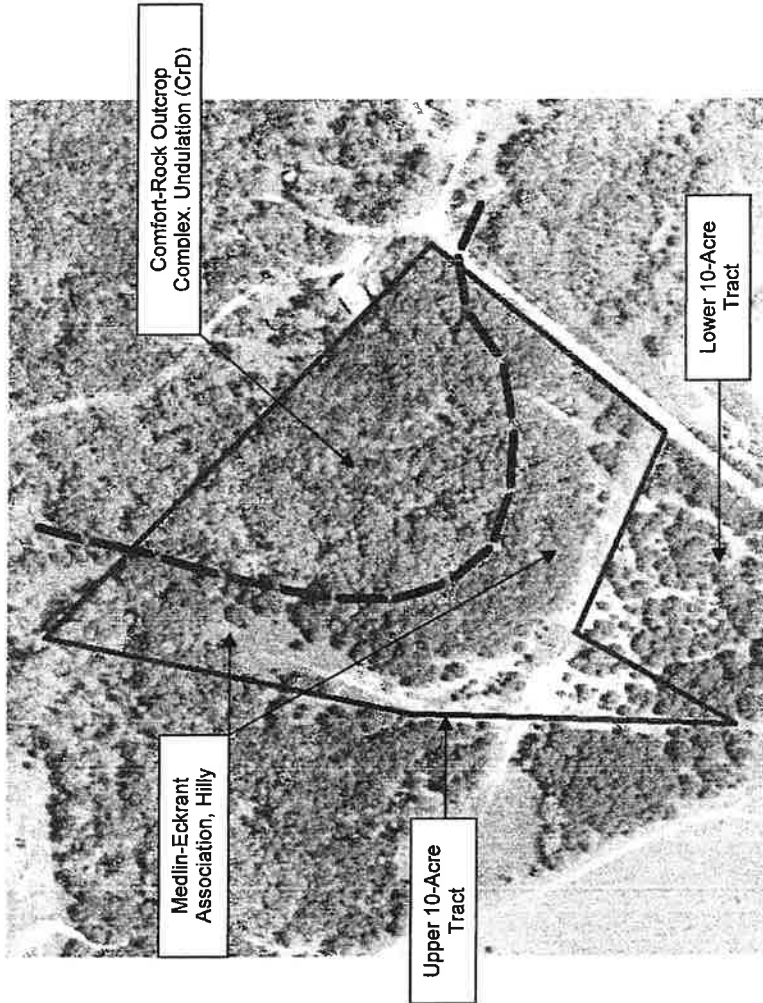 Comfort-Rock Outcrop
Complex, Undulation (CrD)
Medlin-Eckrant
Association, Hilly
Upper 10-Acre
Tract
Lower 10-Acre
Tract